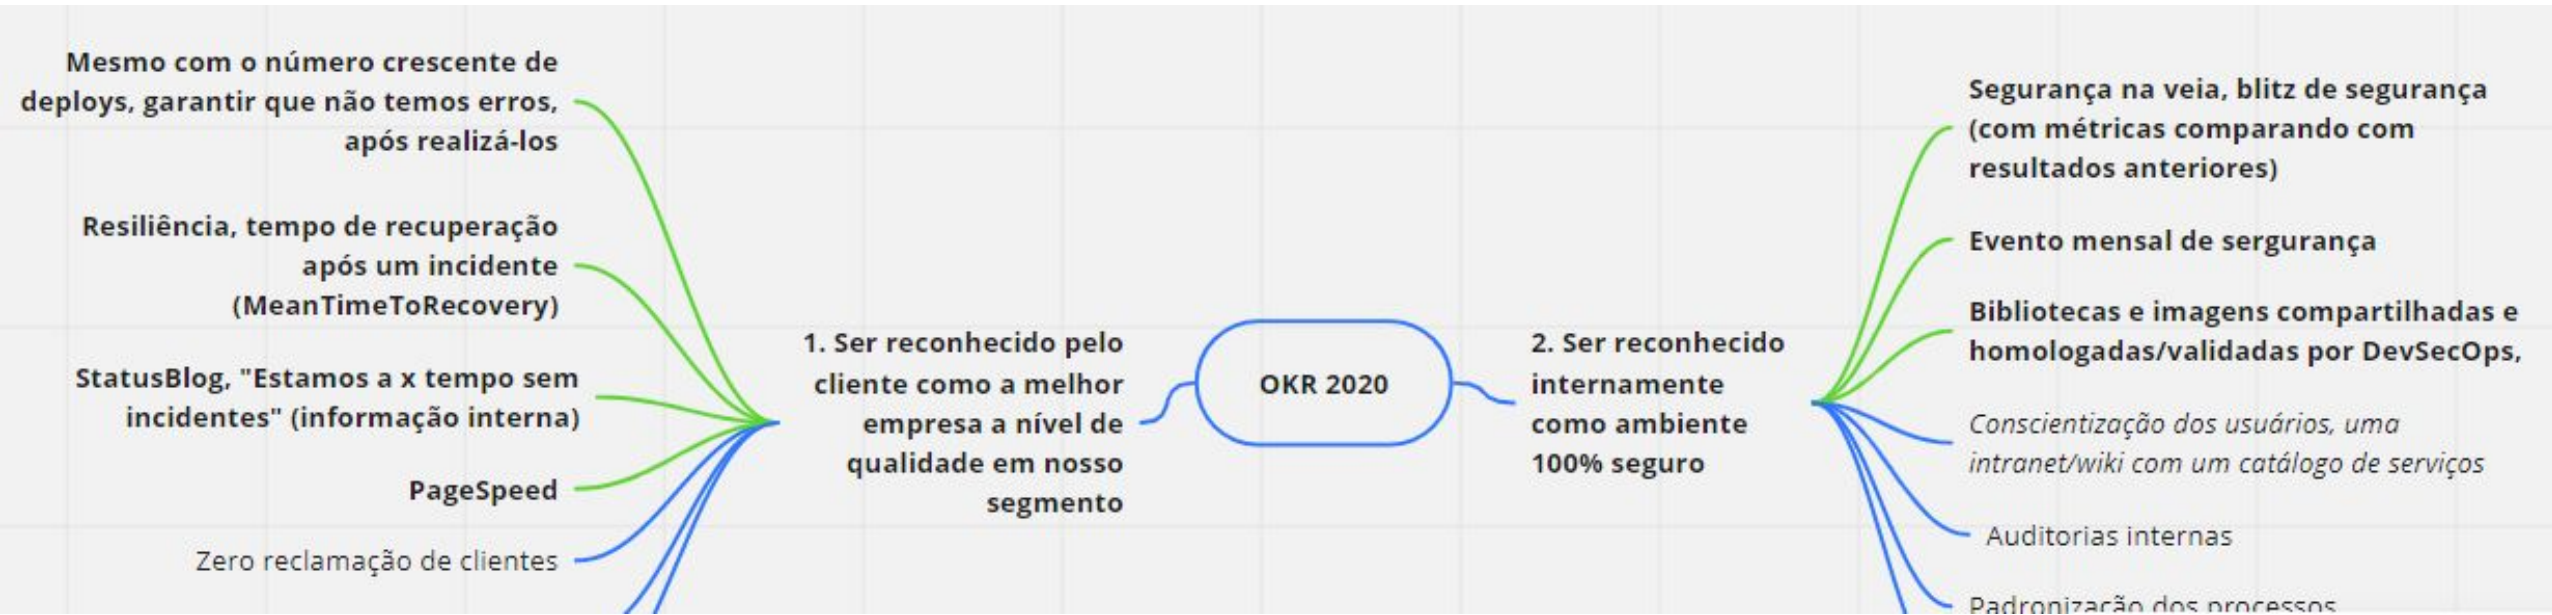 Mesmo com o número crescente de
deploys, garantir que não temos erros,
após realizá-los
Resiliência, tempo de recuperação
após um incidente
(MeanTimeToRecovery)
StatusBlog, "Estamos a x tempo sem
incidentes" (informação interna)
PageSpeed
Zero reclamação de clientes
1. Ser reconhecido pelo
cliente como a melhor
empresa a nível de
qualidade em nosso
segmento
OKR 2020
2. Ser reconhecido
internamente
como ambiente
100% seguro
Segurança na veia, blitz de segurança
(com métricas comparando com
resultados anteriores)
Evento mensal de sergurança
Bibliotecas e imagens compartilhadas e
homologadas/validadas por DevSecOps,
Conscientização dos usuários, uma
intranet/wiki com um catálogo de serviços
Auditorias internas
Padronização dos processos